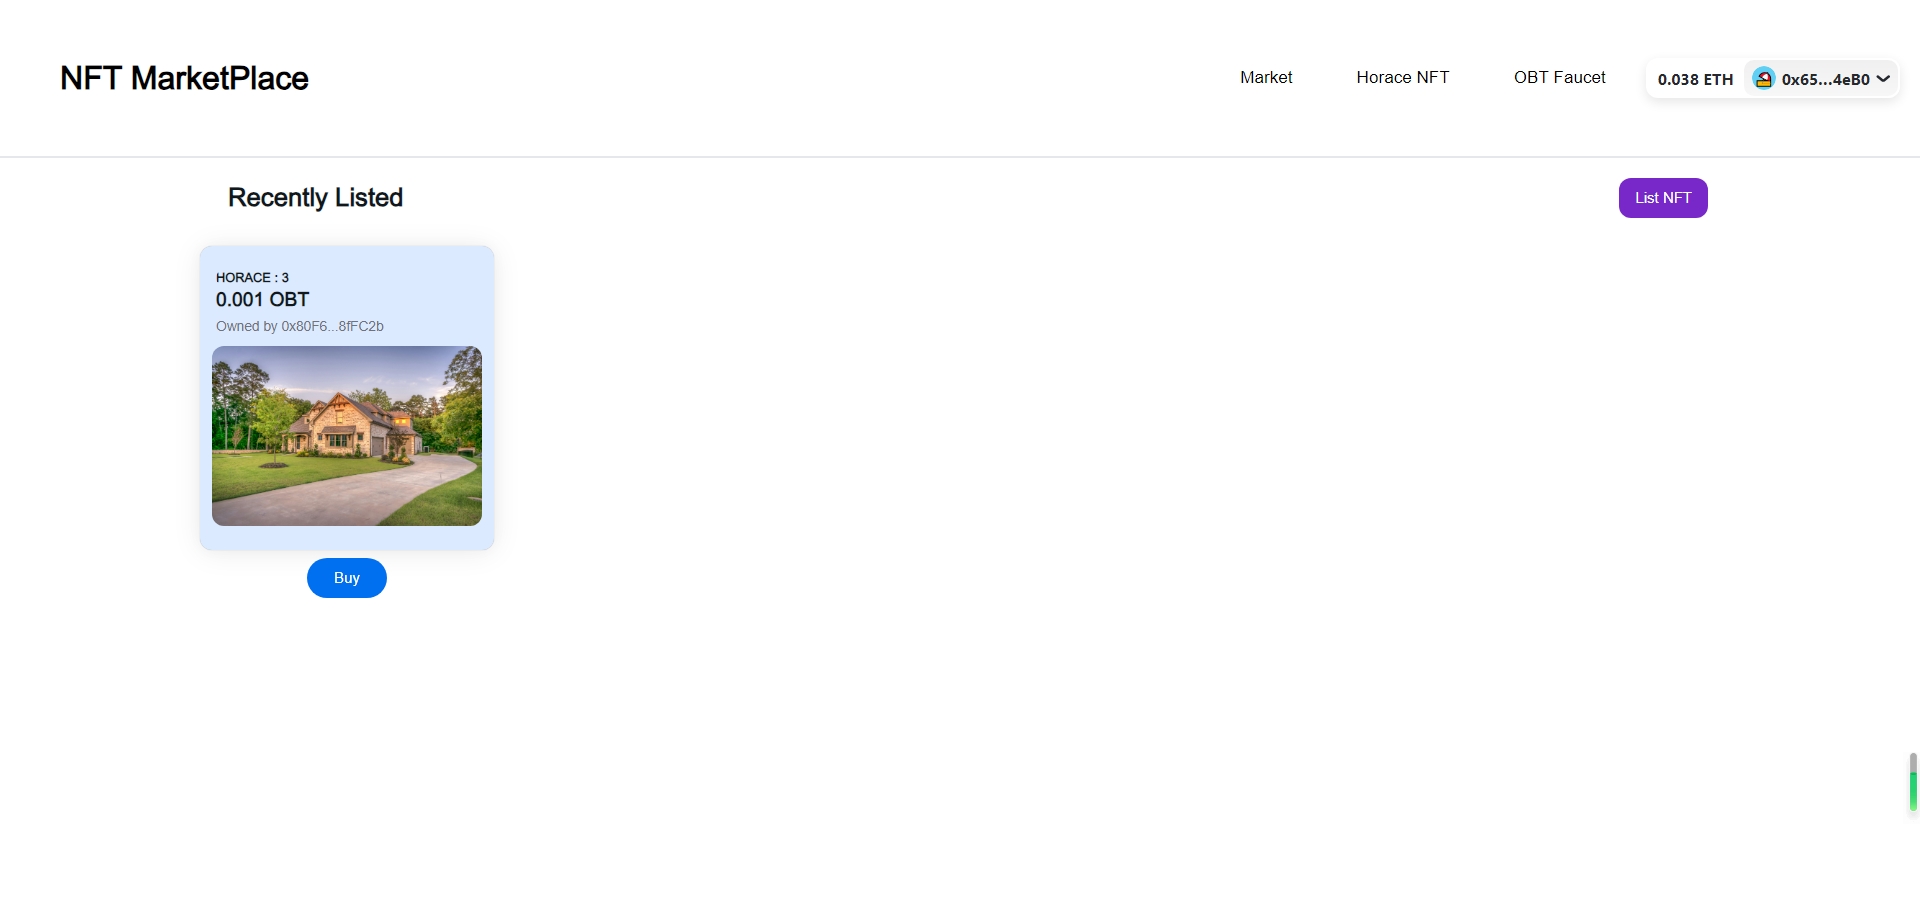 NFT MarketPlace
Market
Horace NFT
OBT Faucet
0.038 ETH
0x65...4eB0
Recently Listed
List NFT
HORACE : 3
0.001 OBT
Owned by 0x80F6...8fFC2b
Buy